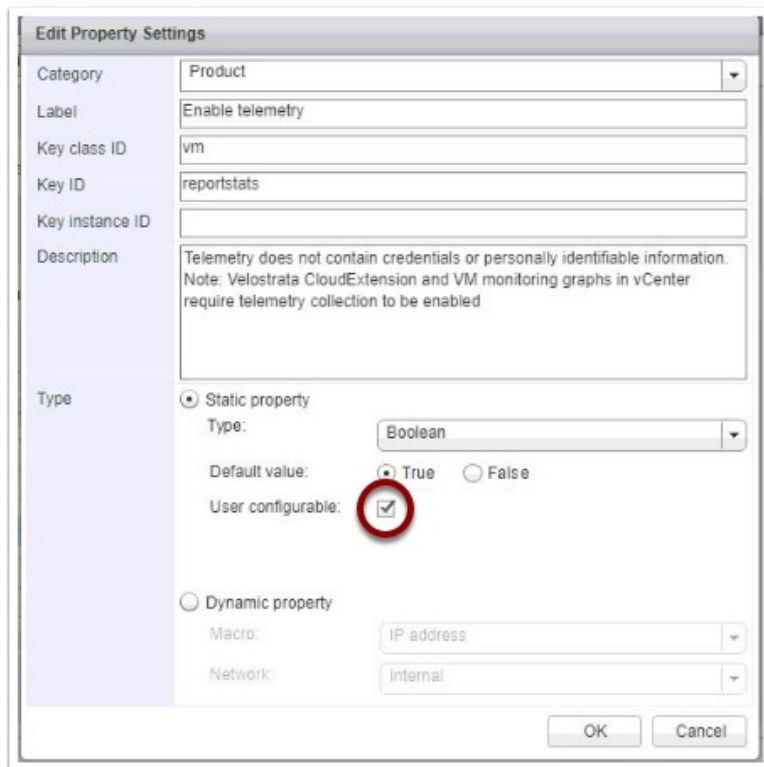 Edit Property Settings
Category Product
Label Enable telemetry
Key class ID vm
Key ID reportstats
Key instance ID
Description Telemetry does not contain credentials or personally identifiable information.
Note: Velostrata CloudExtension and VM monitoring graphs in vCenter
require telemetry collection to be enabled
Type Static property
Type: Boolean
Default value: True False
User configurable:
Dynamic property
Macro: IP address
Network: Internal
OK Cancel